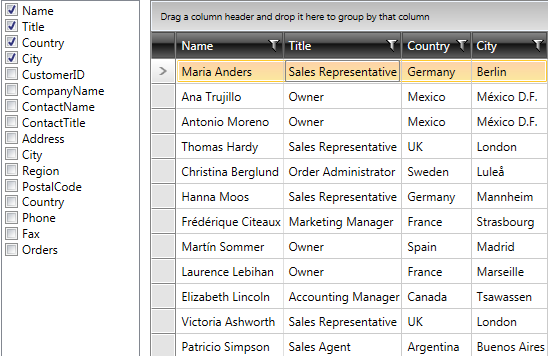 Name
Title
Country
City
CustomerID
CompanyName
ContactName
ContactTitle
Address
City
Region
PostalCode
Country
Phone
Fax
Orders
Drag a column header and drop it here to group by that column
Name Title Country City
Maria Anders Sales Representative Germany Berlin
Ana Trujillo Owner Mexico México D.F.
Antonio Moreno Owner Mexico México D.F.
Thomas Hardy Sales Representative UK London
Christina Berglund Order Administrator Sweden Luleå
Hanna Moos Sales Representative Germany Mannheim
Frédérique Citeaux Marketing Manager France Strasbourg
Martín Sommer Owner Spain Madrid
Laurence Lebihan Owner France Marseille
Elizabeth Lincoln Accounting Manager Canada Tsawassen
Victoria Ashworth Sales Representative UK London
Patricio Simpson Sales Agent Argentina Buenos Aires